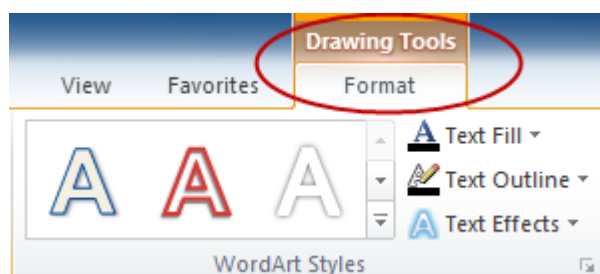 Drawing Tools
View Favorites Format
A A A
A Text Fill
Text Outline
A Text Effects
WordArt Styles